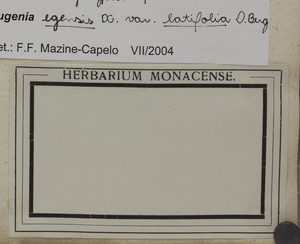 ugenia egensis DC. var. latifolia O.Berg
et.: F.F. Mazine-Capelo VII/2004
HERBARIUM MONACENSE.